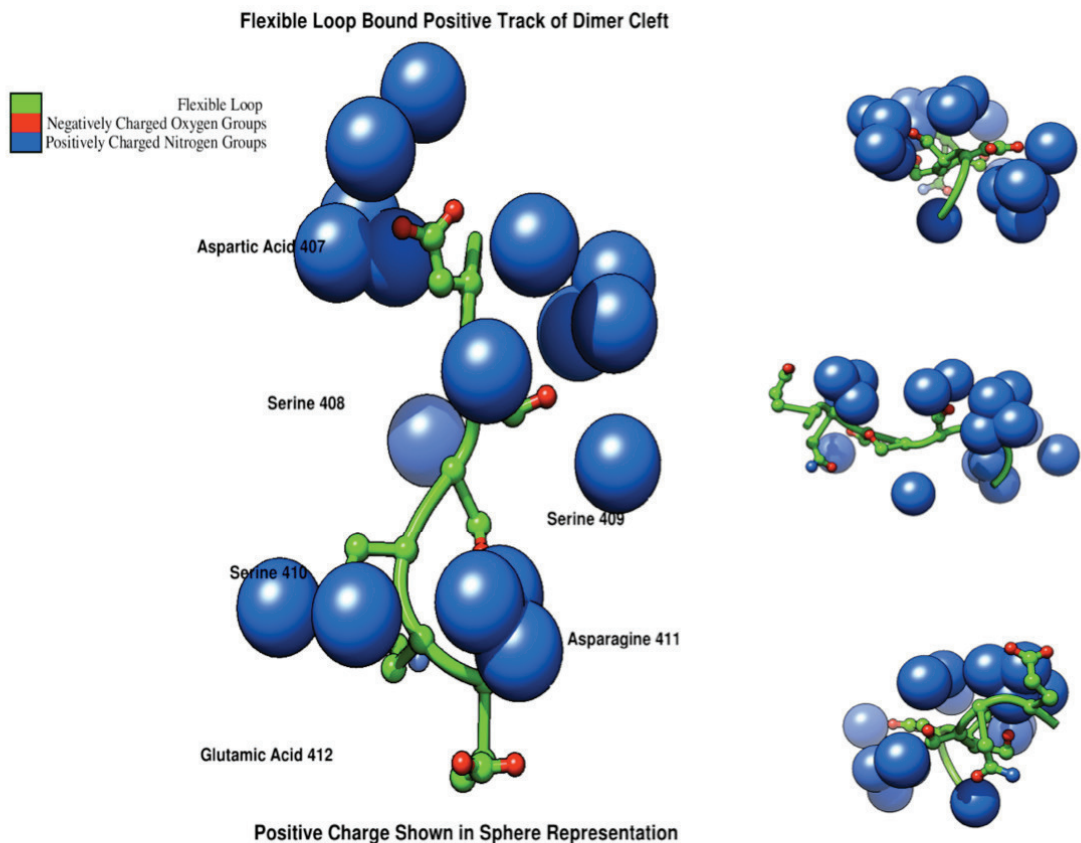 Flexible Loop Bound Positive Track of Dimer Cleft
Flexible Loop
Negatively Charged Oxygen Groups
Positively Charged Nitrogen Groups
Aspartic Acid 407
Serine 408
Serine 409
Serine 410
Asparagine 411
Glutamic Acid 412
Positive Charge Shown in Sphere Representation